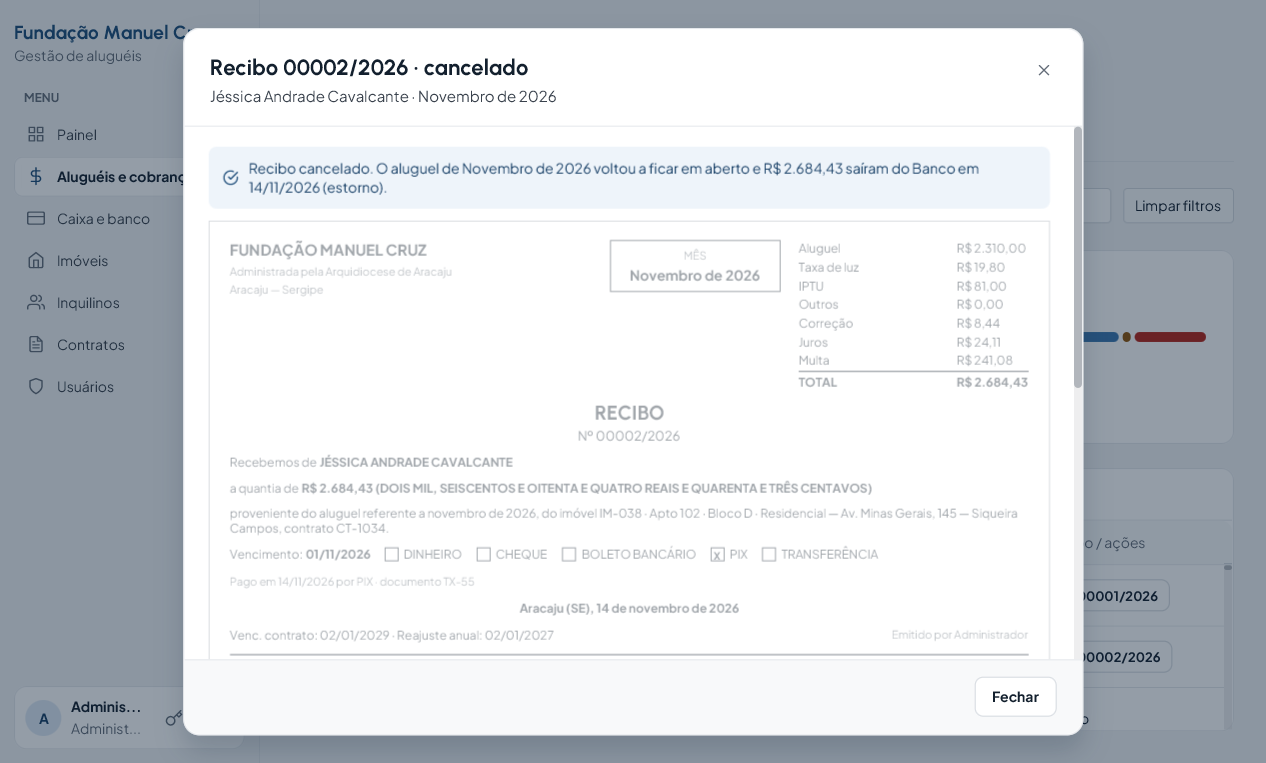 Fundação Manuel C
Gestão de aluguéis
MENU
Painel
Aluguéis e cobranç
Caixa e banco
Imóveis
Inquilinos
Contratos
Usuários
A
Adminis...
Administ...
Recibo 00002/2026 · cancelado
Jéssica Andrade Cavalcante · Novembro de 2026
Recibo cancelado. O aluguel de Novembro de 2026 voltou a ficar em aberto e R$ 2.684,43 saíram do Banco em
14/11/2026 (estorno).
FUNDAÇÃO MANUEL CRUZ
Administrada pela Arquidiocese de Aracaju
Aracaju — Sergipe
MÊS
Novembro de 2026
Aluguel R$ 2.310,00
Taxa de luz R$ 19,80
IPTU R$ 81,00
Outros R$ 0,00
Correção R$ 8,44
Juros R$ 24,11
Multa R$ 241,08
TOTAL R$ 2.684,43
RECIBO
Nº 00002/2026
Recebemos de JÉSSICA ANDRADE CAVALCANTE
a quantia de R$ 2.684,43 (DOIS MIL, SEISCENTOS E OITENTA E QUATRO REAIS E QUARENTA E TRÊS CENTAVOS)
proveniente do aluguel referente a novembro de 2026, do imóvel IM-038 · Apto 102 · Bloco D · Residencial — Av. Minas Gerais, 145 — Siqueira
Campos, contrato CT-1034.
Vencimento: 01/11/2026 DINHEIRO CHEQUE BOLETO BANCÁRIO x PIX TRANSFERÊNCIA
Pago em 14/11/2026 por PIX · documento TX-55
Aracaju (SE), 14 de novembro de 2026
Venc. contrato: 02/01/2029 · Reajuste anual: 02/01/2027 Emitido por Administrador
Fechar
Limpar filtros
o / ações
00001/2026
00002/2026
o